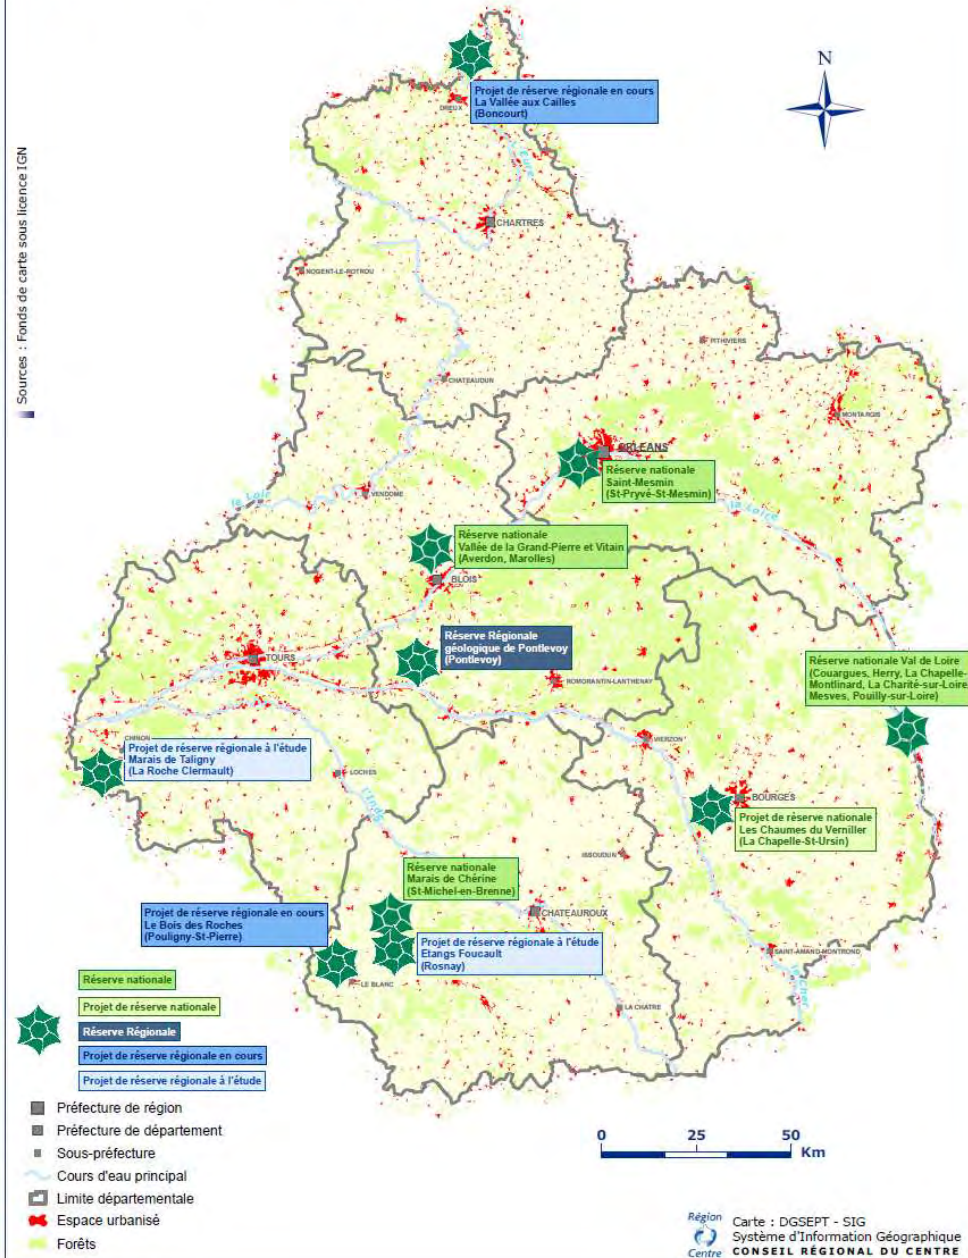 Sources : Fonds de carte sous licence IGN
N
Projet de réserve régionale en cours
La Vallée aux Cailles
(Boncourt)
DREUX
L'Eure
CHARTRES
NOGENT-LE-ROTROU
PITHIVIERS
CHATEAUDUN
MONTARGIS
ORLEANS
Réserve nationale
Saint-Mesmin
(St-Pryvé-St-Mesmin)
le Loir
VENDOME
la Loire
Réserve nationale
Vallée de la Grand-Pierre et Vitain
(Averdon, Marolles)
BLOIS
Réserve Régionale
géologique de Pontlevoy
(Pontlevoy)
TOURS
ROMORANTIN-LANTHENAY
Réserve nationale Val de Loire
(Couargues, Herry, La Chapelle-
Montlinard, La Charité-sur-Loire
Mesves, Pouilly-sur-Loire)
CHINON
Projet de réserve régionale à l'étude
Marais de Taligny
(La Roche Clermault)
VIERZON
LOCHES
L'Indre
BOURGES
Projet de réserve nationale
Les Chaumes du Verniller
(La Chapelle-St-Ursin)
ISSOUDUN
Réserve nationale
Marais de Chérine
(St-Michel-en-Brenne)
CHATEAUROUX
Projet de réserve régionale en cours
Le Bois des Roches
(Pouligny-St-Pierre)
Projet de réserve régionale à l'étude
Etangs Foucault
(Rosnay)
SAINT-AMAND-MONTROND
le Cher
LE BLANC
LA CHATRE
Réserve nationale
Projet de réserve nationale
Réserve Régionale
Projet de réserve régionale en cours
Projet de réserve régionale à l'étude
Préfecture de région
Préfecture de département
Sous-préfecture
Cours d'eau principal
Limite départementale
Espace urbanisé
Forêts
0 25 50
Km
Région
Centre
Carte : DGSEPT - SIG
Système d'Information Géographique
CONSEIL RÉGIONAL DU CENTRE